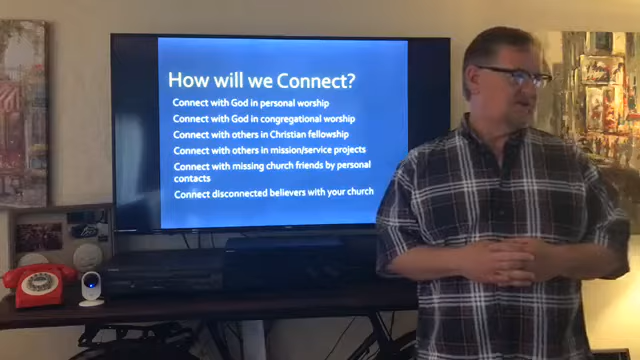 How will we Connect?
Connect with God in personal worship
Connect with God in congregational worship
Connect with others in Christian fellowship
Connect with others in mission/service projects
Connect with missing church friends by personal
contacts
Connect disconnected believers with your church